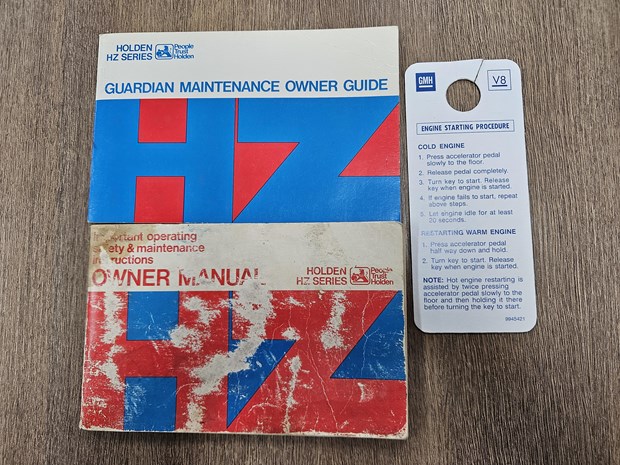 HOLDEN
HZ SERIES
People
Trust
Holden
GUARDIAN MAINTENANCE OWNER GUIDE
HZ
operating
& maintenance
OWNER MANUAL
HOLDEN
HZ SERIES
People
Trust
Holden
HZ
GMH
V8
ENGINE STARTING PROCEDURE
COLD ENGINE
1. Press accelerator pedal
slowly to the floor.
2. Release pedal completely.
3. Turn key to start. Release
key when engine is started.
4. If engine fails to start, repeat
above steps.
5. Let engine idle for at least
20 seconds.
RESTARTING WARM ENGINE
1. Press accelerator pedal
half way down and hold.
2. Turn key to start. Release
key when engine is started.
NOTE: Hot engine restarting is
assisted by twice pressing
accelerator pedal slowly to the
floor and then holding it there
before turning the key to start.
9945421